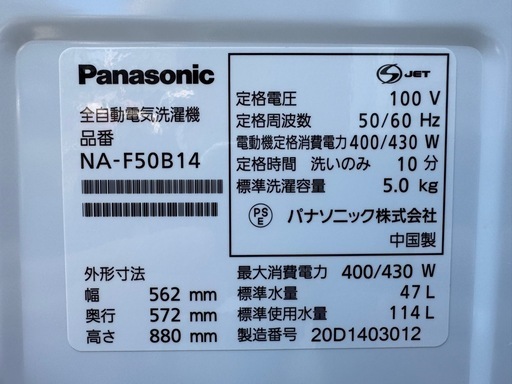 Panasonic
全自動電気洗濯機
品番
NA-F50B14
外形寸法
幅 562 mm
奥行 572 mm
高さ 880 mm
S JET
定格電圧 100 V
定格周波数 50/60 Hz
電動機定格消費電力 400/430 W
定格時間 洗いのみ 10 分
標準洗濯容量 5.0 kg
PS E パナソニック株式会社
中国製
最大消費電力 400/430 W
標準水量 47 L
標準使用水量 114 L
製造番号 20D1403012